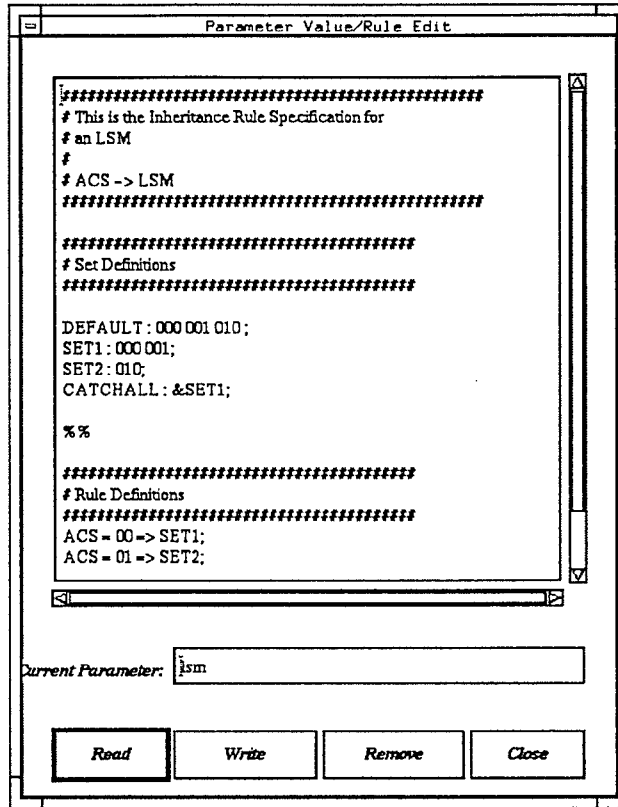 Parameter Value/Rule Edit
#################################################
# This is the Inheritance Rule Specification for
# an LSM
#
# ACS -> LSM
#################################################
#########################################
# Set Definitions
#########################################
DEFAULT : 000 001 010 ;
SET1 : 000 001;
SET2 : 010;
CATCHALL : &SET1;
%%
#########################################
# Rule Definitions
#########################################
ACS = 00 => SET1;
ACS = 01 => SET2;
Current Parameter: lsm
Read Write Remove Close